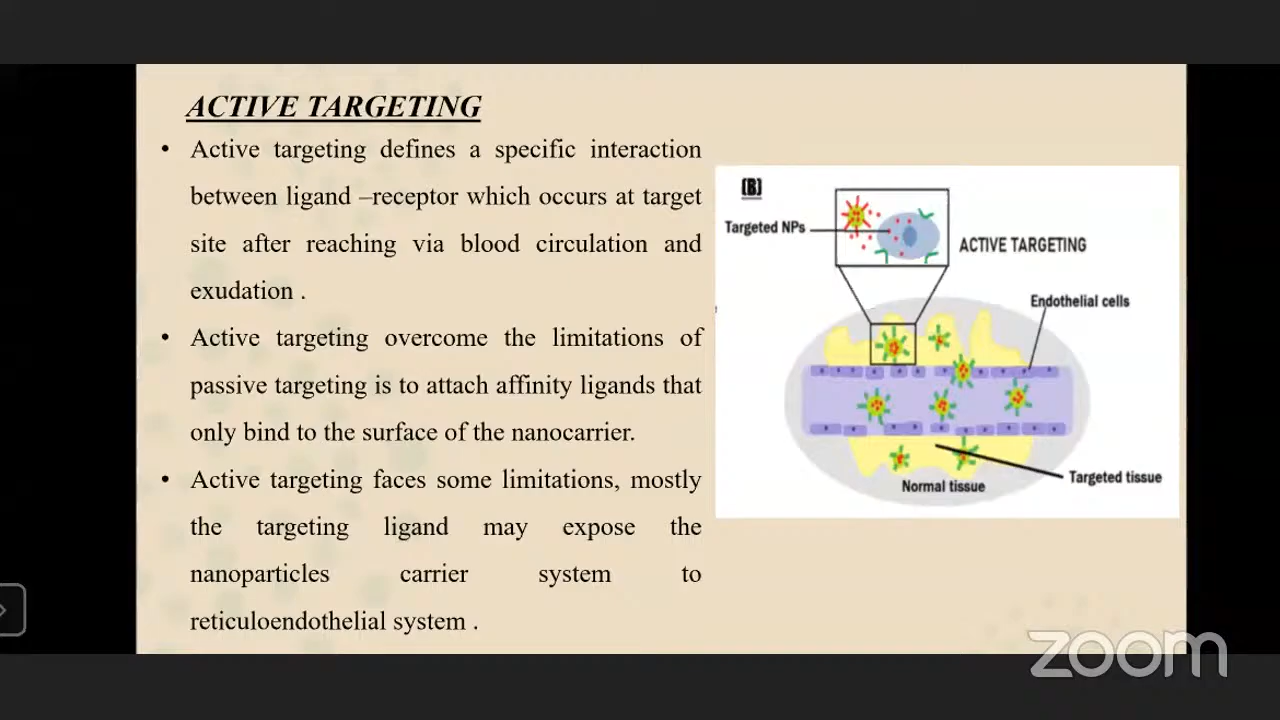 ACTIVE TARGETING
• Active targeting defines a specific interaction
between ligand –receptor which occurs at target
site after reaching via blood circulation and
exudation .
• Active targeting overcome the limitations of
passive targeting is to attach affinity ligands that
only bind to the surface of the nanocarrier.
• Active targeting faces some limitations, mostly
the targeting ligand may expose the
nanoparticles carrier system to
reticuloendothelial system .
(B)
Targeted NPs
ACTIVE TARGETING
Endothelial cells
Targeted tissue
Normal tissue
zoom